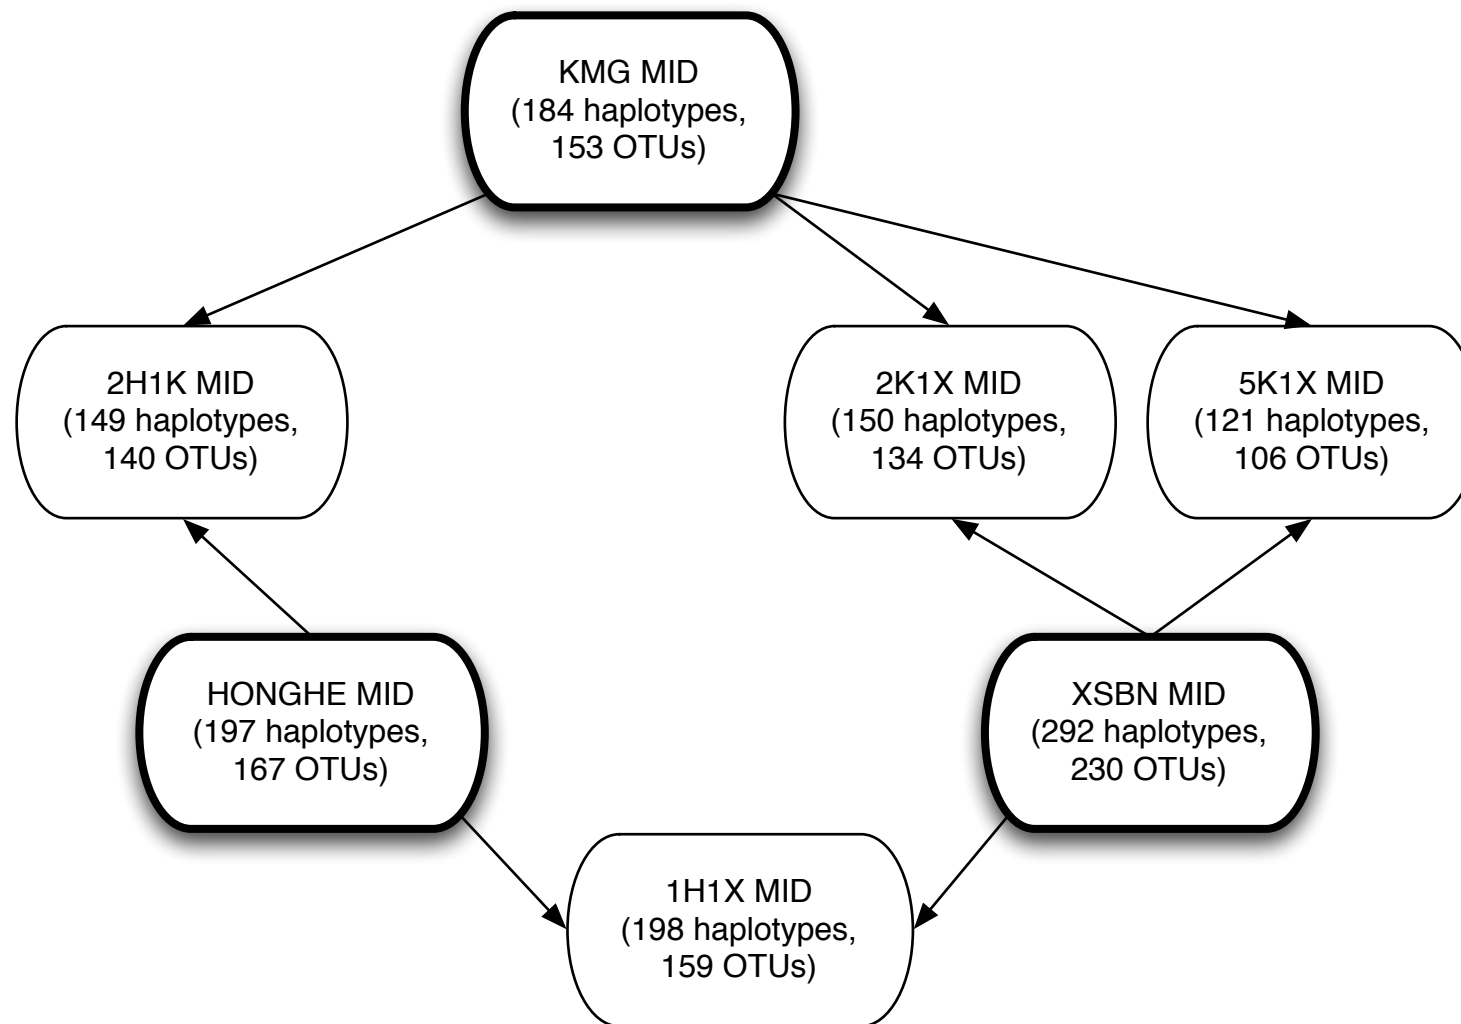 KMG MID
(184 haplotypes,
153 OTUs)
2H1K MID
(149 haplotypes,
140 OTUs)
2K1X MID
(150 haplotypes,
134 OTUs)
5K1X MID
(121 haplotypes,
106 OTUs)
HONGHE MID
(197 haplotypes,
167 OTUs)
XSBN MID
(292 haplotypes,
230 OTUs)
1H1X MID
(198 haplotypes,
159 OTUs)